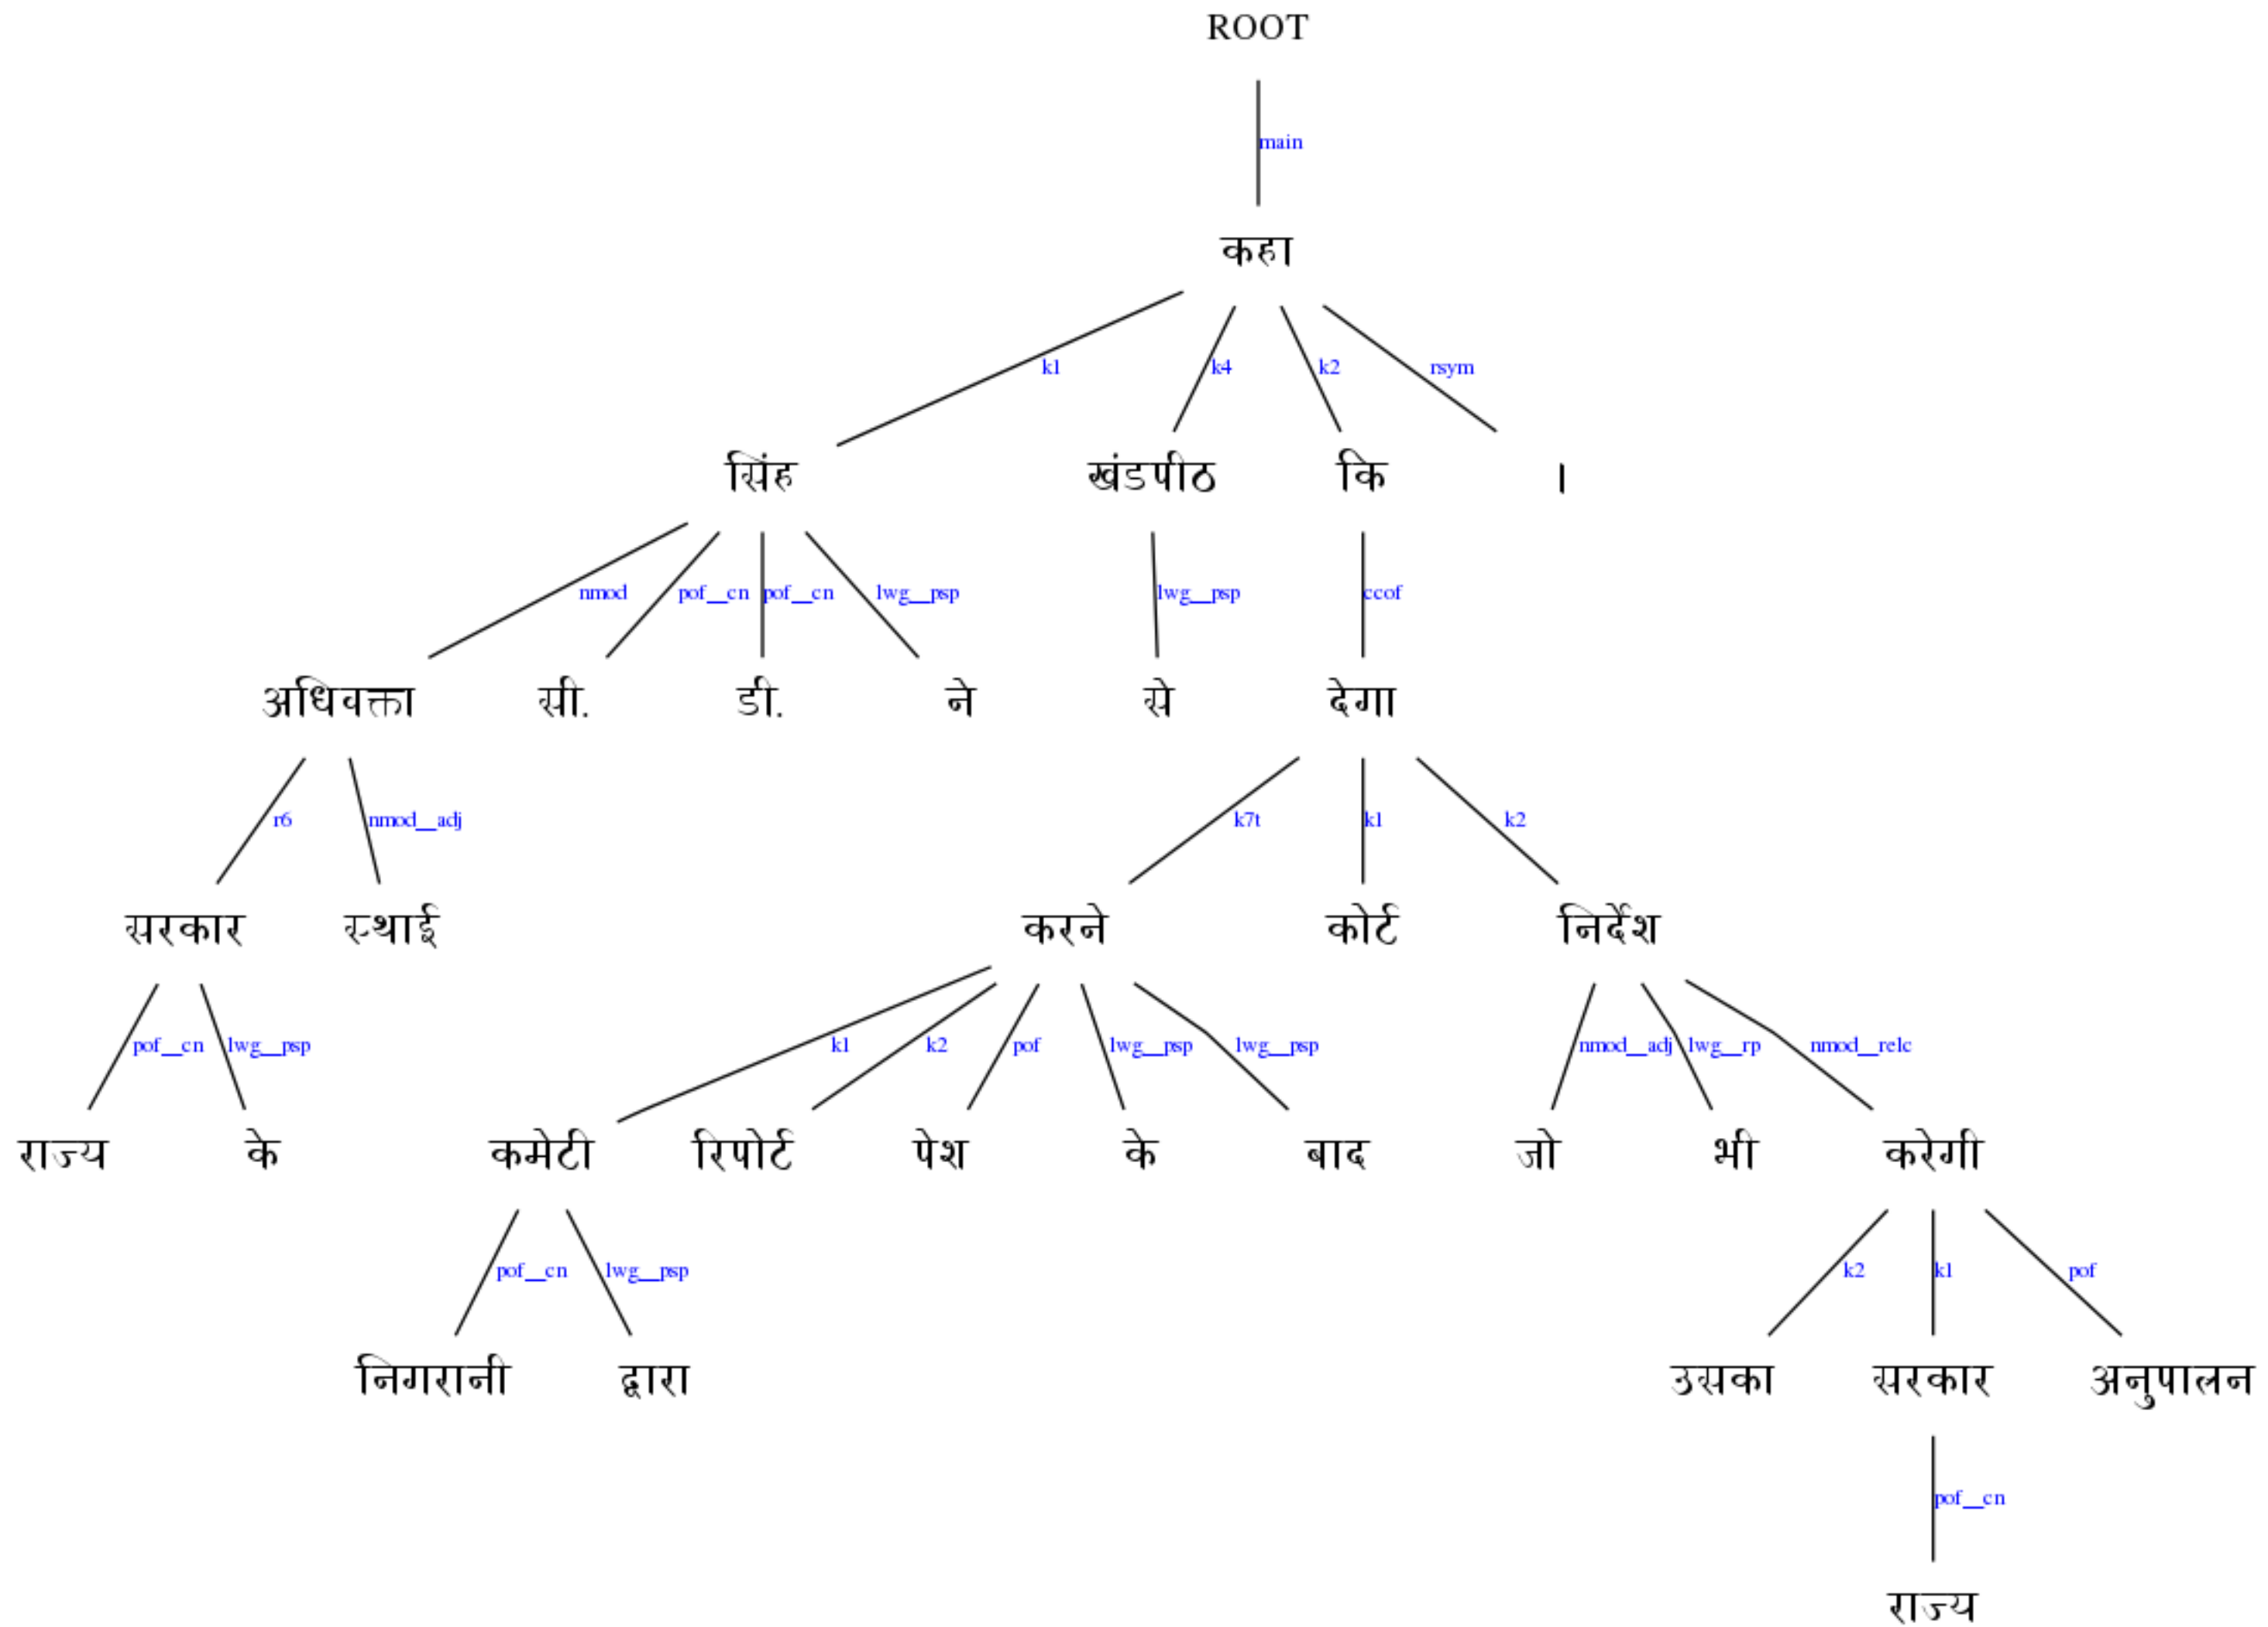 ROOT
main
कहा
k1 k4 k2 rsym
सिंह खंडपीठ कि ।
nmod pof__cn pof__cn lwg__psp lwg__psp ccof
अधिवक्ता सी. डी. ने से देगा
r6 nmod__adj k7t k1 k2
सरकार स्थाई करने कोर्ट निर्देश
pof__cn lwg__psp k1 k2 pof lwg__psp lwg__psp nmod__adj lwg__rp nmod__relc
राज्य के कमेटी रिपोर्ट पेश के बाद जो भी करेगी
pof__cn lwg__psp k2 k1 pof
निगरानी द्वारा उसका सरकार अनुपालन
pof__cn
राज्य